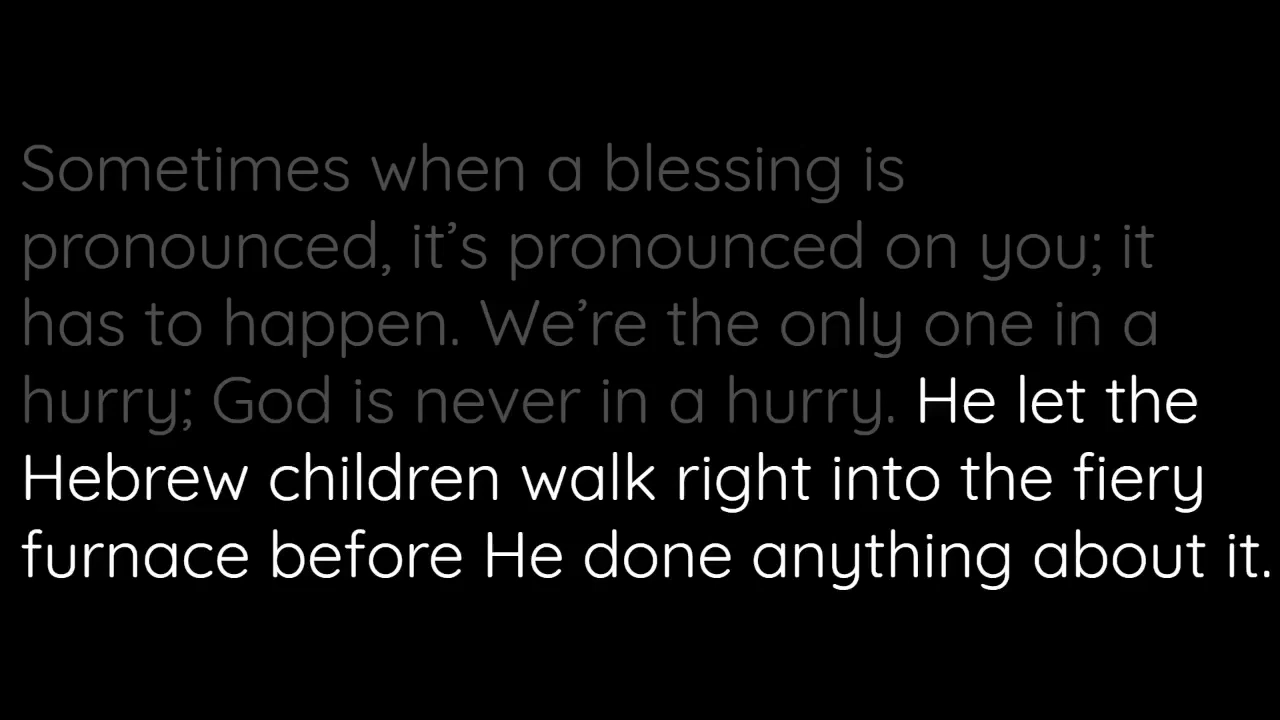 Sometimes when a blessing is
pronounced, it’s pronounced on you; it
has to happen. We’re the only one in a
hurry; God is never in a hurry. He let the
Hebrew children walk right into the fiery
furnace before He done anything about it.